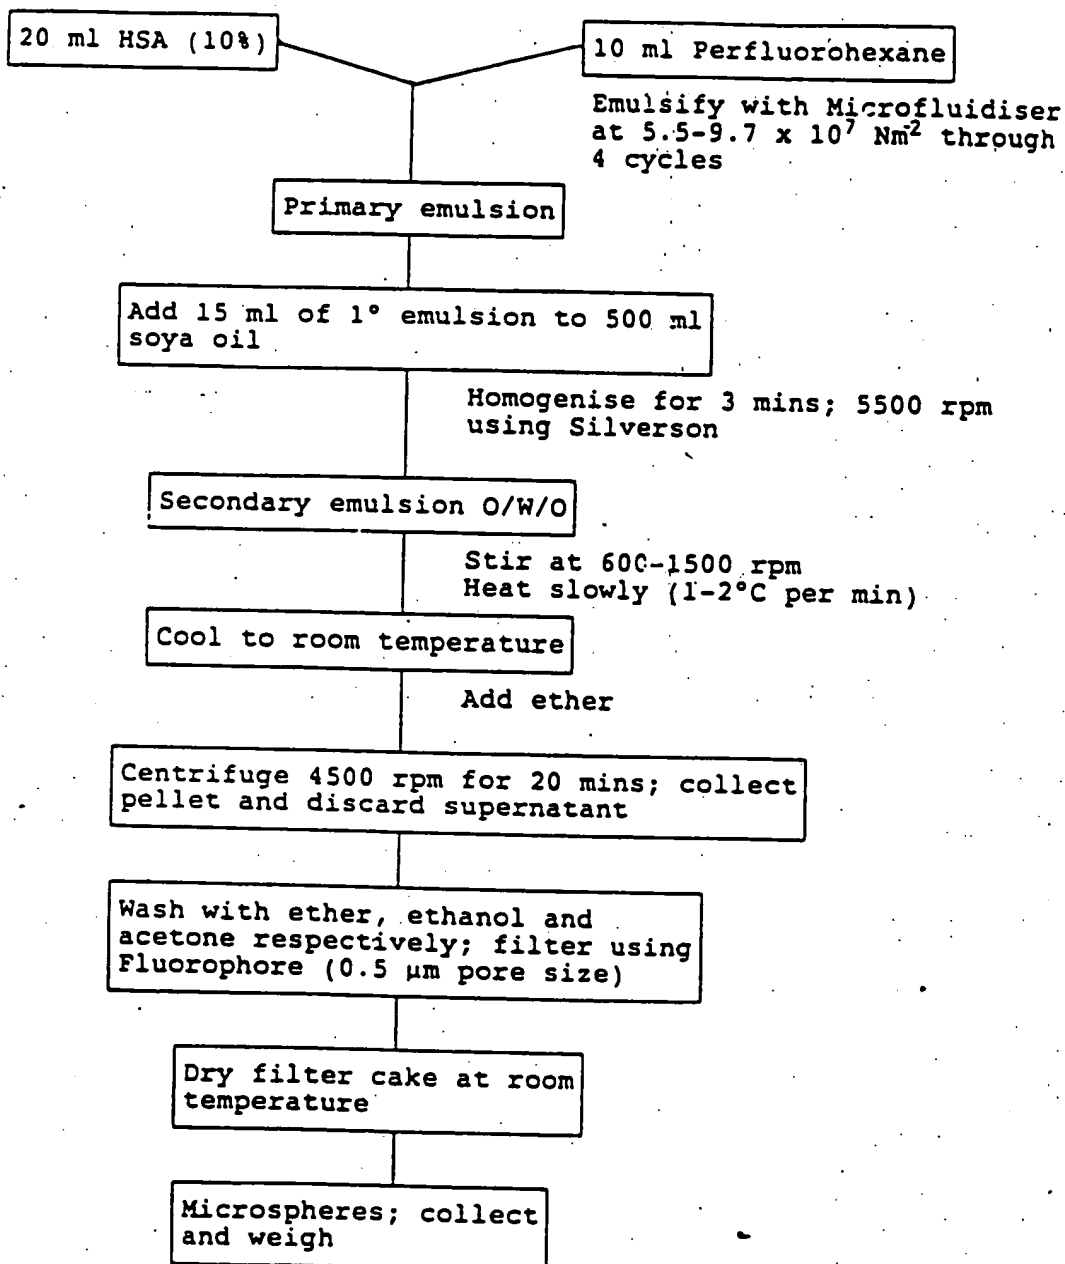 20 ml HSA (10%)
10 ml Perfluorohexane
Emulsify with Microfluidiser
at 5.5-9.7 x 10⁷ Nm⁻² through
4 cycles
Primary emulsion
Add 15 ml of 1° emulsion to 500 ml
soya oil
Homogenise for 3 mins; 5500 rpm
using Silverson
Secondary emulsion O/W/O
Stir at 600-1500 rpm
Heat slowly (1-2°C per min)
Cool to room temperature
Add ether
Centrifuge 4500 rpm for 20 mins; collect
pellet and discard supernatant
Wash with ether, ethanol and
acetone respectively; filter using
Fluorophore (0.5 µm pore size)
Dry filter cake at room
temperature
Microspheres; collect
and weigh